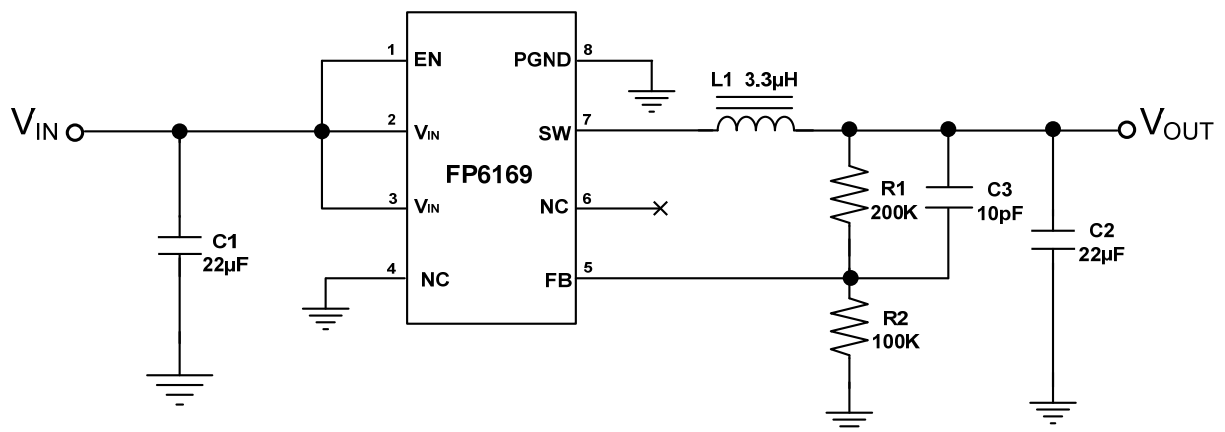 1
EN
PGND
8
L1 3.3µH
VIN
2
VIN
SW
7
VOUT
FP6169
3
VIN
NC
6
R1
200K
C3
10pF
C1
22µF
C2
22µF
4
NC
FB
5
R2
100K